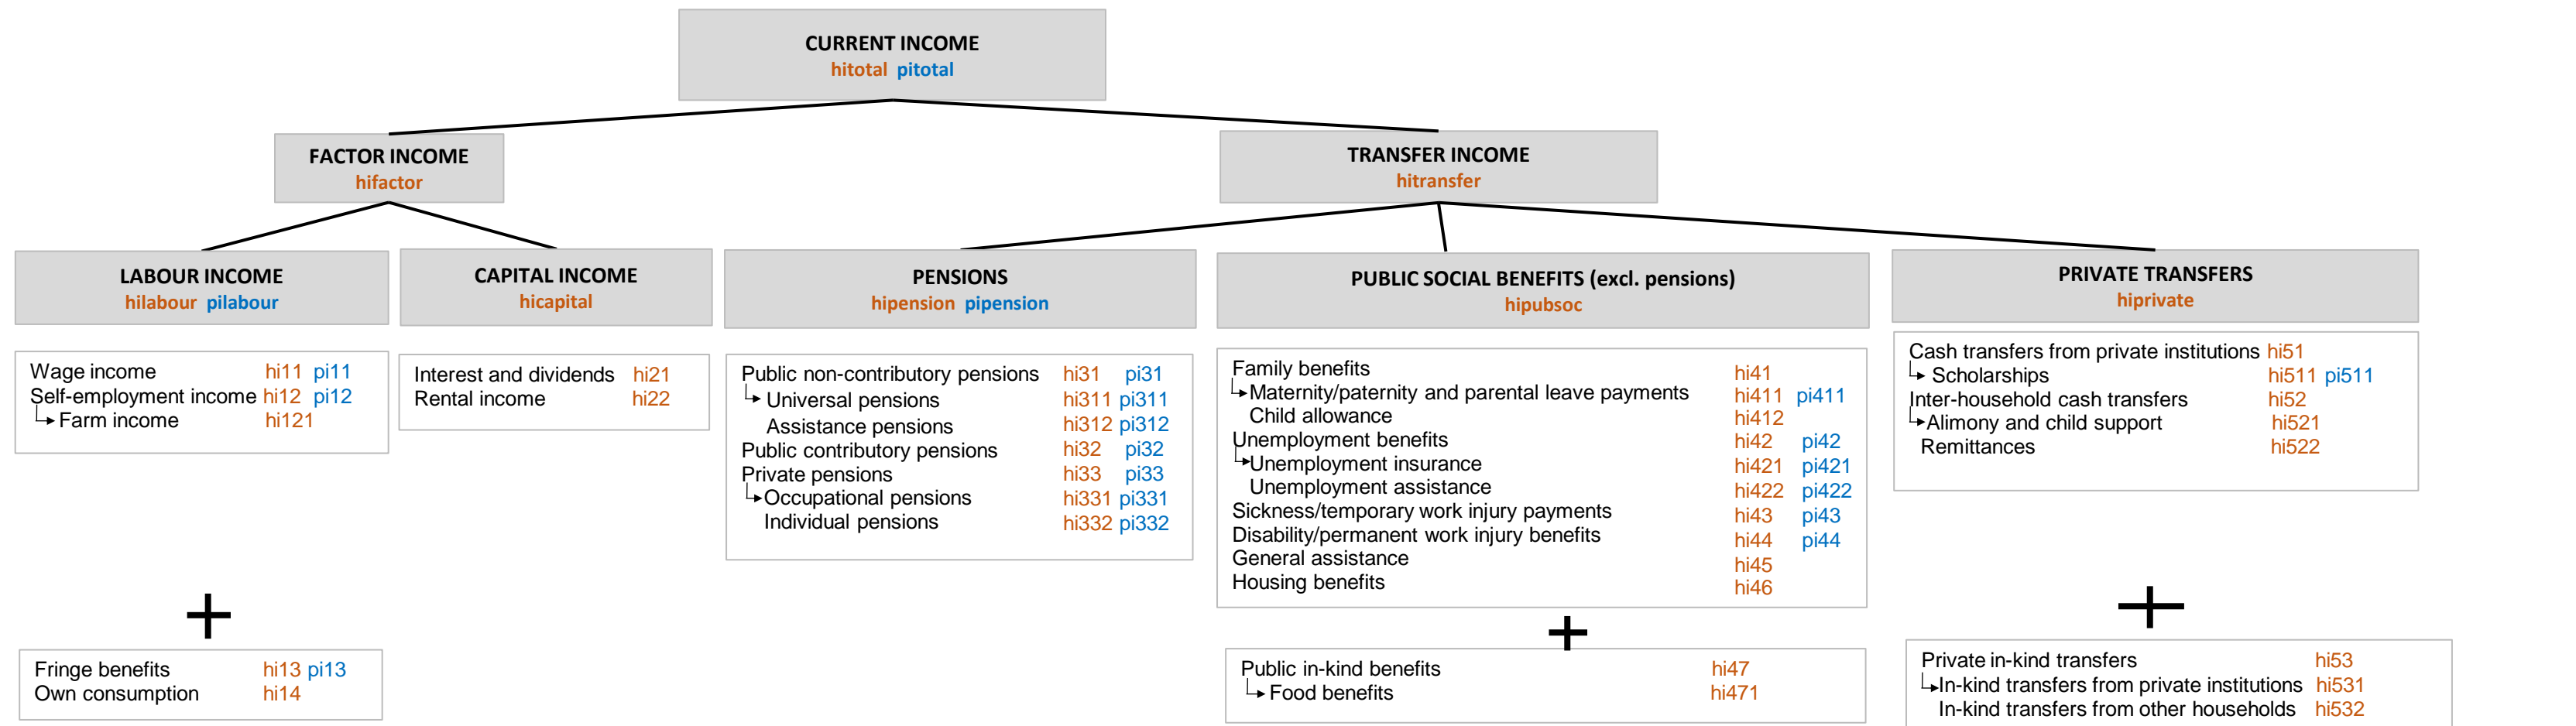 CURRENT INCOME
hitotal pitotal
FACTOR INCOME
hifactor
TRANSFER INCOME
hitransfer
LABOUR INCOME
hilabour pilabour
CAPITAL INCOME
hicapital
PENSIONS
hipension pipension
PUBLIC SOCIAL BENEFITS (excl. pensions)
hipubsoc
PRIVATE TRANSFERS
hiprivate
Wage income hi11 pi11
Self-employment income hi12 pi12
Farm income hi121
Interest and dividends hi21
Rental income hi22
Public non-contributory pensions hi31 pi31
Universal pensions hi311 pi311
Assistance pensions hi312 pi312
Public contributory pensions hi32 pi32
Private pensions hi33 pi33
Occupational pensions hi331 pi331
Individual pensions hi332 pi332
Family benefits hi41
Maternity/paternity and parental leave payments hi411 pi411
Child allowance hi412
Unemployment benefits hi42 pi42
Unemployment insurance hi421 pi421
Unemployment assistance hi422 pi422
Sickness/temporary work injury payments hi43 pi43
Disability/permanent work injury benefits hi44 pi44
General assistance hi45
Housing benefits hi46
Cash transfers from private institutions hi51
Scholarships hi511 pi511
Inter-household cash transfers hi52
Alimony and child support hi521
Remittances hi522
+
+
+
Fringe benefits hi13 pi13
Own consumption hi14
Public in-kind benefits hi47
Food benefits hi471
Private in-kind transfers hi53
In-kind transfers from private institutions hi531
In-kind transfers from other households hi532